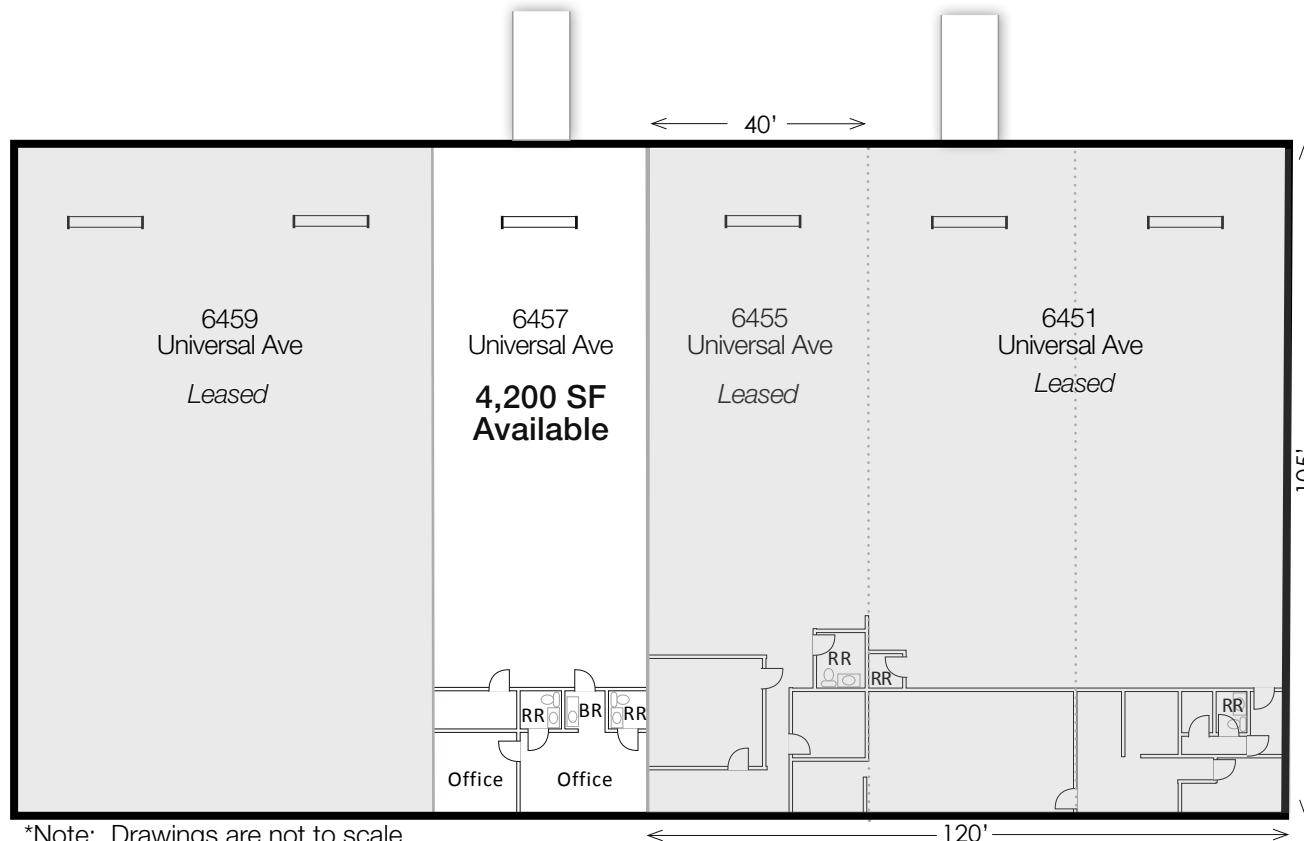 40’
6459
Universal Ave
Leased
6457
Universal Ave
4,200 SF
Available
6455
Universal Ave
Leased
6451
Universal Ave
Leased
105’
RR
RR
RR
BR
RR
RR
Office
Office
*Note: Drawings are not to scale
120’